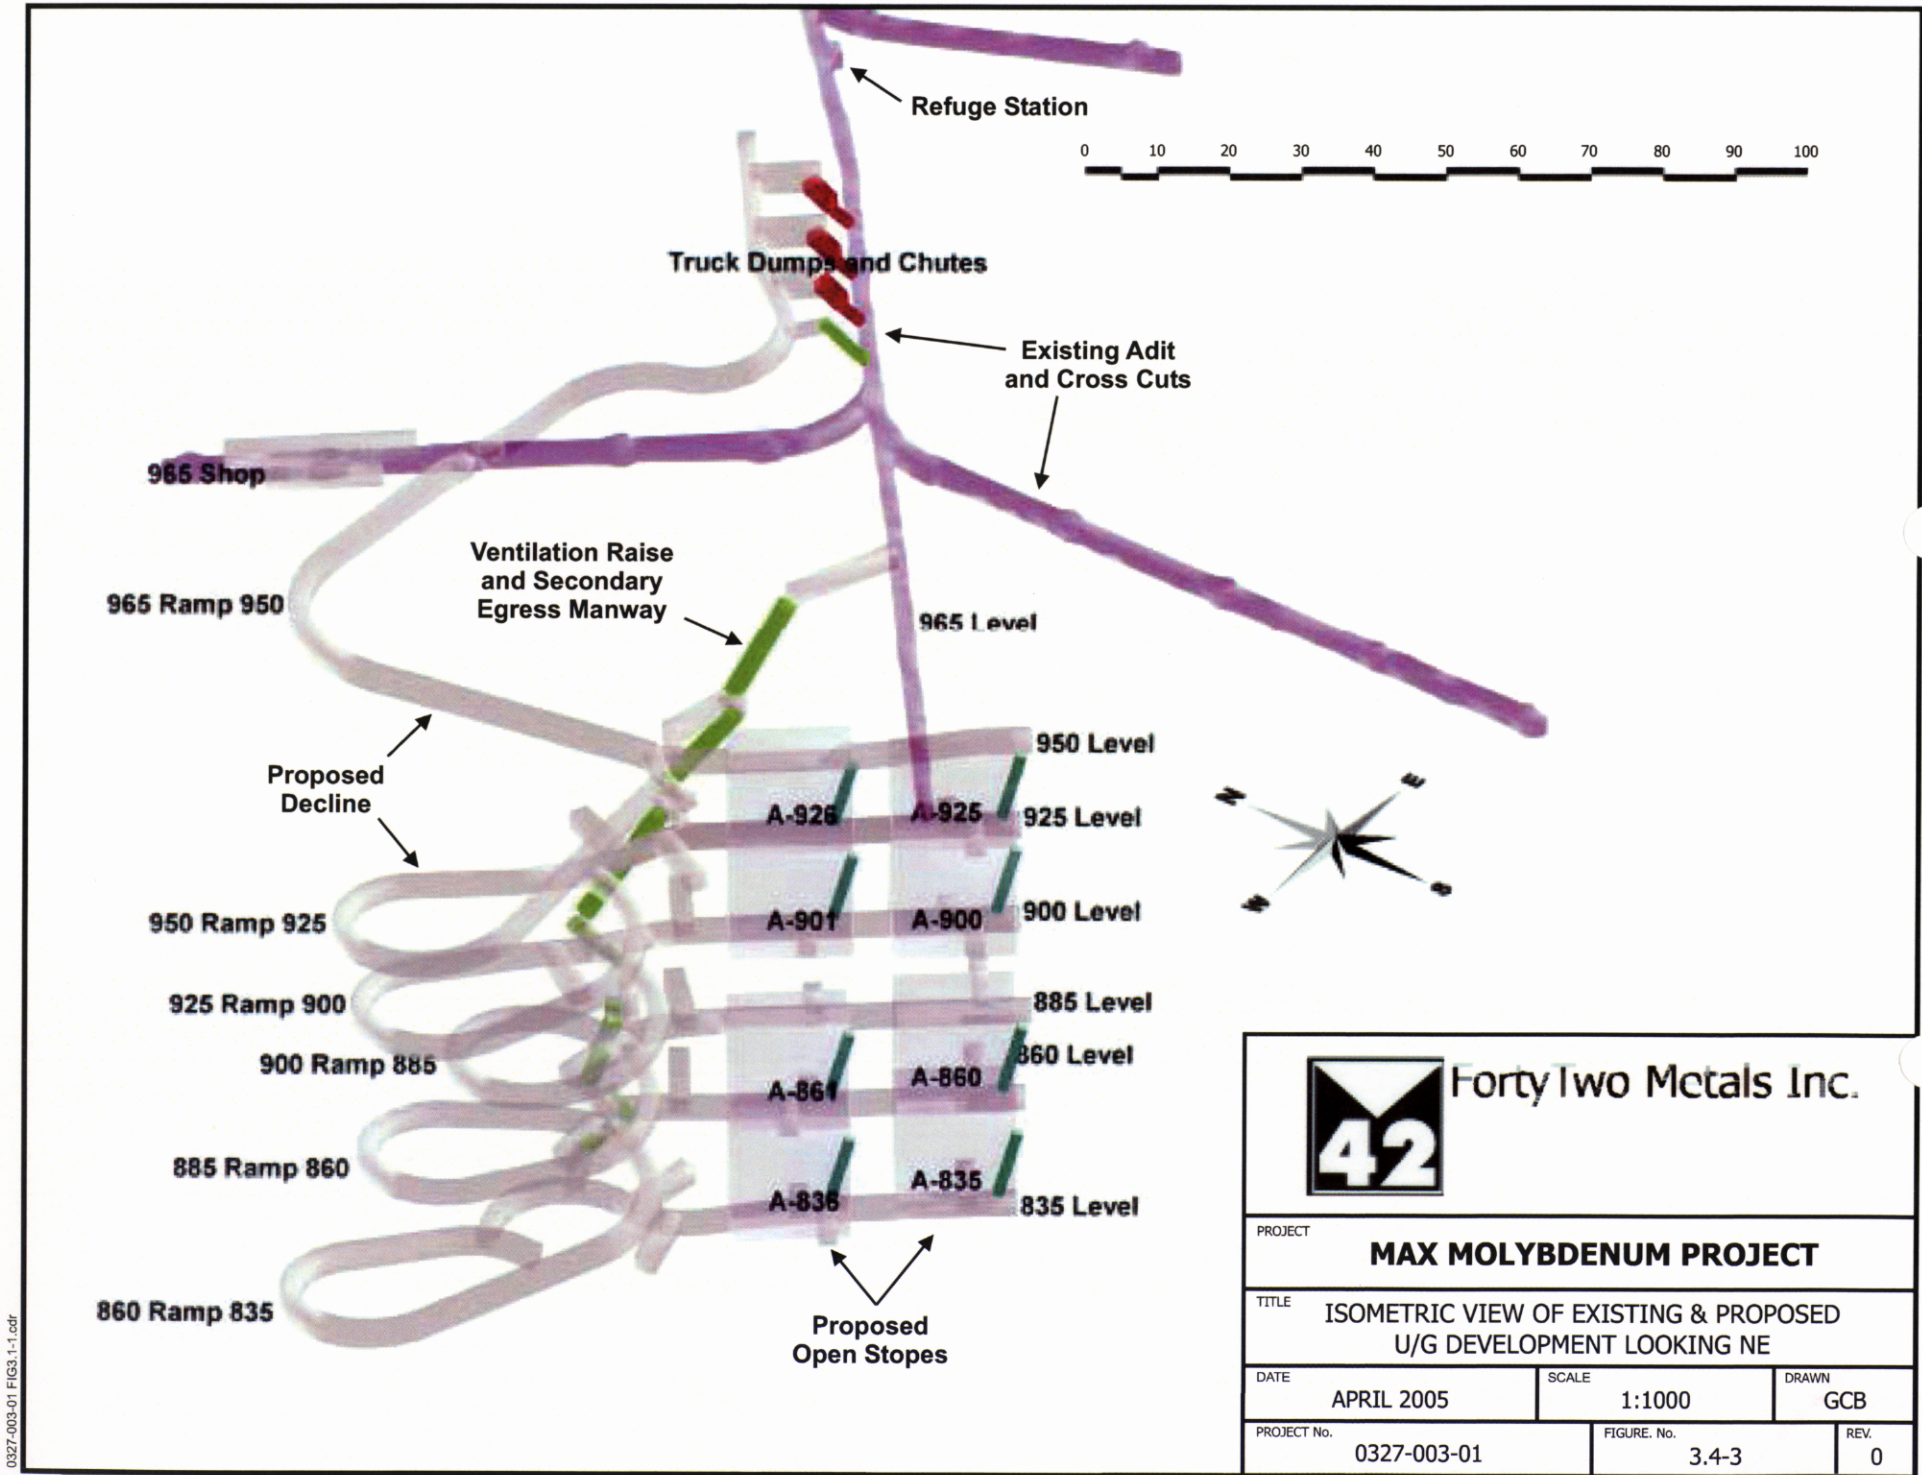 Refuge Station
0 10 20 30 40 50 60 70 80 90 100
Truck Dumps and Chutes
Existing Adit
and Cross Cuts
965 Shop
Ventilation Raise
and Secondary
Egress Manway
965 Ramp 950
965 Level
950 Level
Proposed
Decline
A-926
A-925
925 Level
N
E
S
W
950 Ramp 925
A-901
A-900
900 Level
925 Ramp 900
885 Level
900 Ramp 885
860 Level
A-861
A-860
885 Ramp 860
A-836
A-835
835 Level
860 Ramp 835
Proposed
Open Stopes
42
FortyTwo Metals Inc.
PROJECT
MAX MOLYBDENUM PROJECT
TITLE
ISOMETRIC VIEW OF EXISTING & PROPOSED
U/G DEVELOPMENT LOOKING NE
DATE
APRIL 2005
SCALE
1:1000
DRAWN
GCB
PROJECT No.
0327-003-01
FIGURE. No.
3.4-3
REV.
0
0327-003-01 FIG3.1-1.cdr